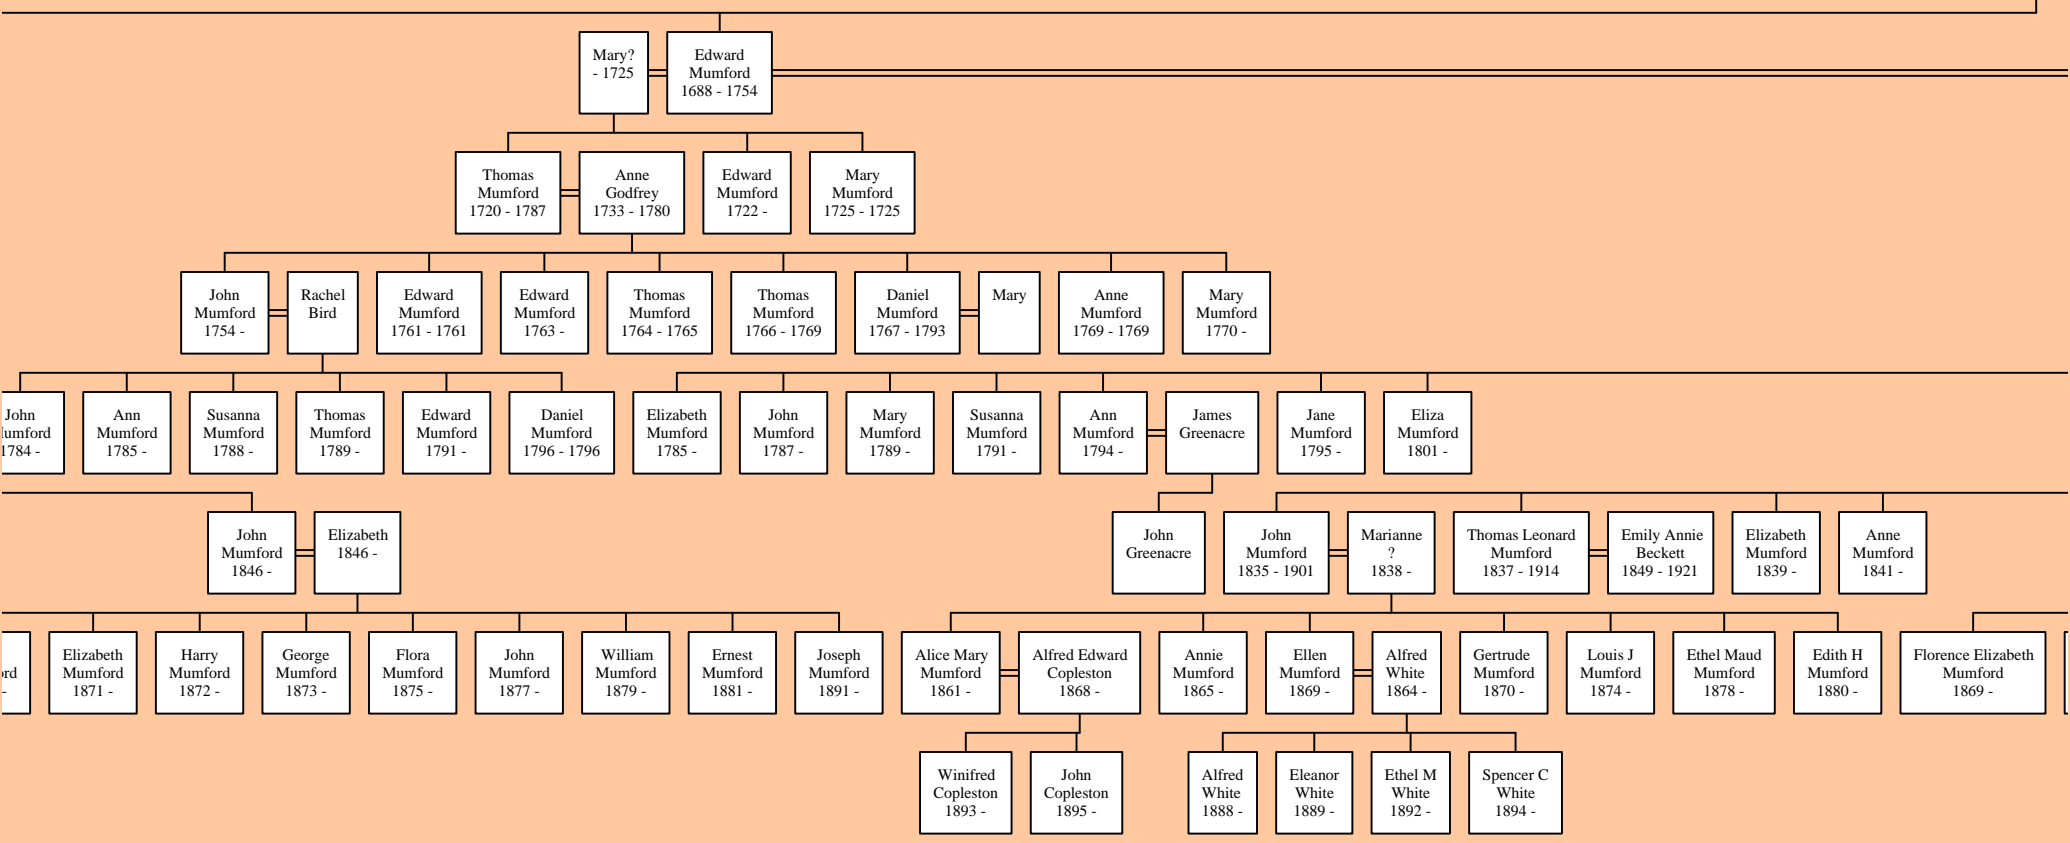 Mary?
- 1725
Edward
Mumford
1688 - 1754
Thomas
Mumford
1720 - 1787
Anne
Godfrey
1733 - 1780
Edward
Mumford
1722 -
Mary
Mumford
1725 - 1725
John
Mumford
1754 -
Rachel
Bird
Edward
Mumford
1761 - 1761
Edward
Mumford
1763 -
Thomas
Mumford
1764 - 1765
Thomas
Mumford
1766 - 1769
Daniel
Mumford
1767 - 1793
Mary
Anne
Mumford
1769 - 1769
Mary
Mumford
1770 -
John
umford
1784 -
Ann
Mumford
1785 -
Susanna
Mumford
1788 -
Thomas
Mumford
1789 -
Edward
Mumford
1791 -
Daniel
Mumford
1796 - 1796
Elizabeth
Mumford
1785 -
John
Mumford
1787 -
Mary
Mumford
1789 -
Susanna
Mumford
1791 -
Ann
Mumford
1794 -
James
Greenacre
Jane
Mumford
1795 -
Eliza
Mumford
1801 -
John
Mumford
1846 -
Elizabeth
1846 -
John
Greenacre
John
Mumford
1835 - 1901
Marianne
?
1838 -
Thomas Leonard
Mumford
1837 - 1914
Emily Annie
Beckett
1849 - 1921
Elizabeth
Mumford
1839 -
Anne
Mumford
1841 -
rd
-
Elizabeth
Mumford
1871 -
Harry
Mumford
1872 -
George
Mumford
1873 -
Flora
Mumford
1875 -
John
Mumford
1877 -
William
Mumford
1879 -
Ernest
Mumford
1881 -
Joseph
Mumford
1891 -
Alice Mary
Mumford
1861 -
Alfred Edward
Copleston
1868 -
Annie
Mumford
1865 -
Ellen
Mumford
1869 -
Alfred
White
1864 -
Gertrude
Mumford
1870 -
Louis J
Mumford
1874 -
Ethel Maud
Mumford
1878 -
Edith H
Mumford
1880 -
Florence Elizabeth
Mumford
1869 -
Winifred
Copleston
1893 -
John
Copleston
1895 -
Alfred
White
1888 -
Eleanor
White
1889 -
Ethel M
White
1892 -
Spencer C
White
1894 -